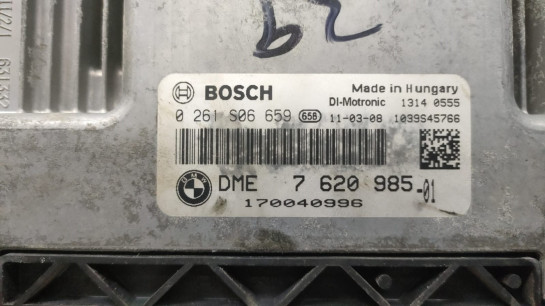 BOSCH Made in Hungary
DI-Motronic 1314 0555
0 261 S06 659 658 11-03-08 1039S45766
DME 7 620 985-01
170040996